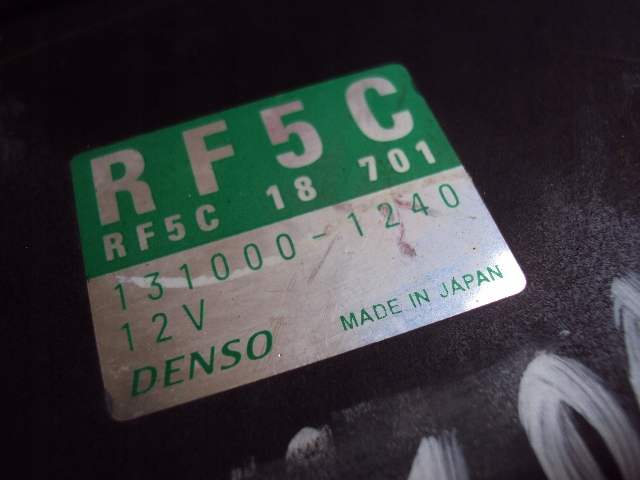 RF5C
RF5C 18 701
131000-1240
12V
DENSO MADE IN JAPAN